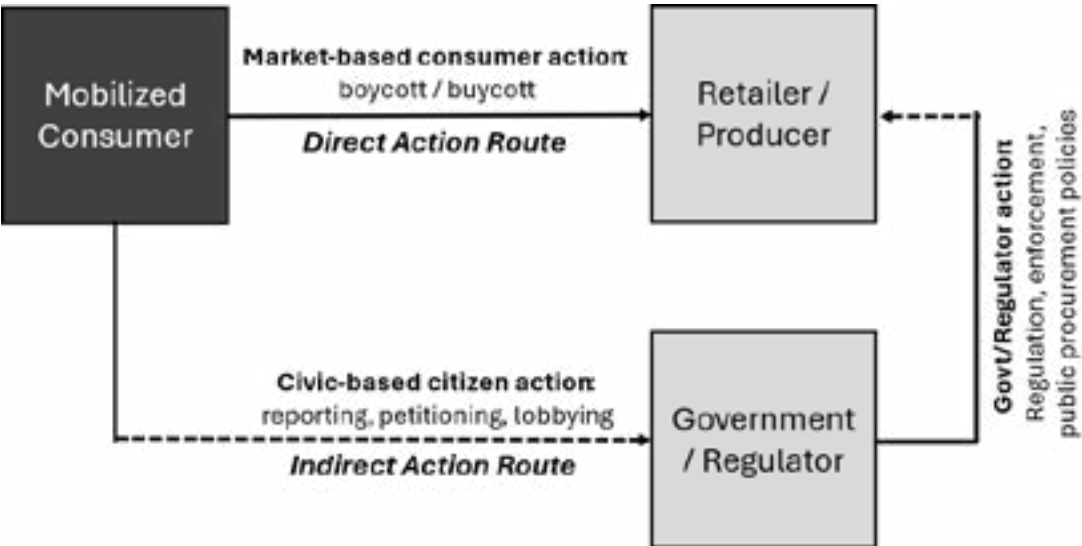 Mobilized
Consumer
Market-based consumer action:
boycott / buycott
Direct Action Route
Retailer /
Producer
Civic-based citizen action:
reporting, petitioning, lobbying
Indirect Action Route
Government
/ Regulator
Govt/Regulator action:
Regulation, enforcement,
public procurement policies